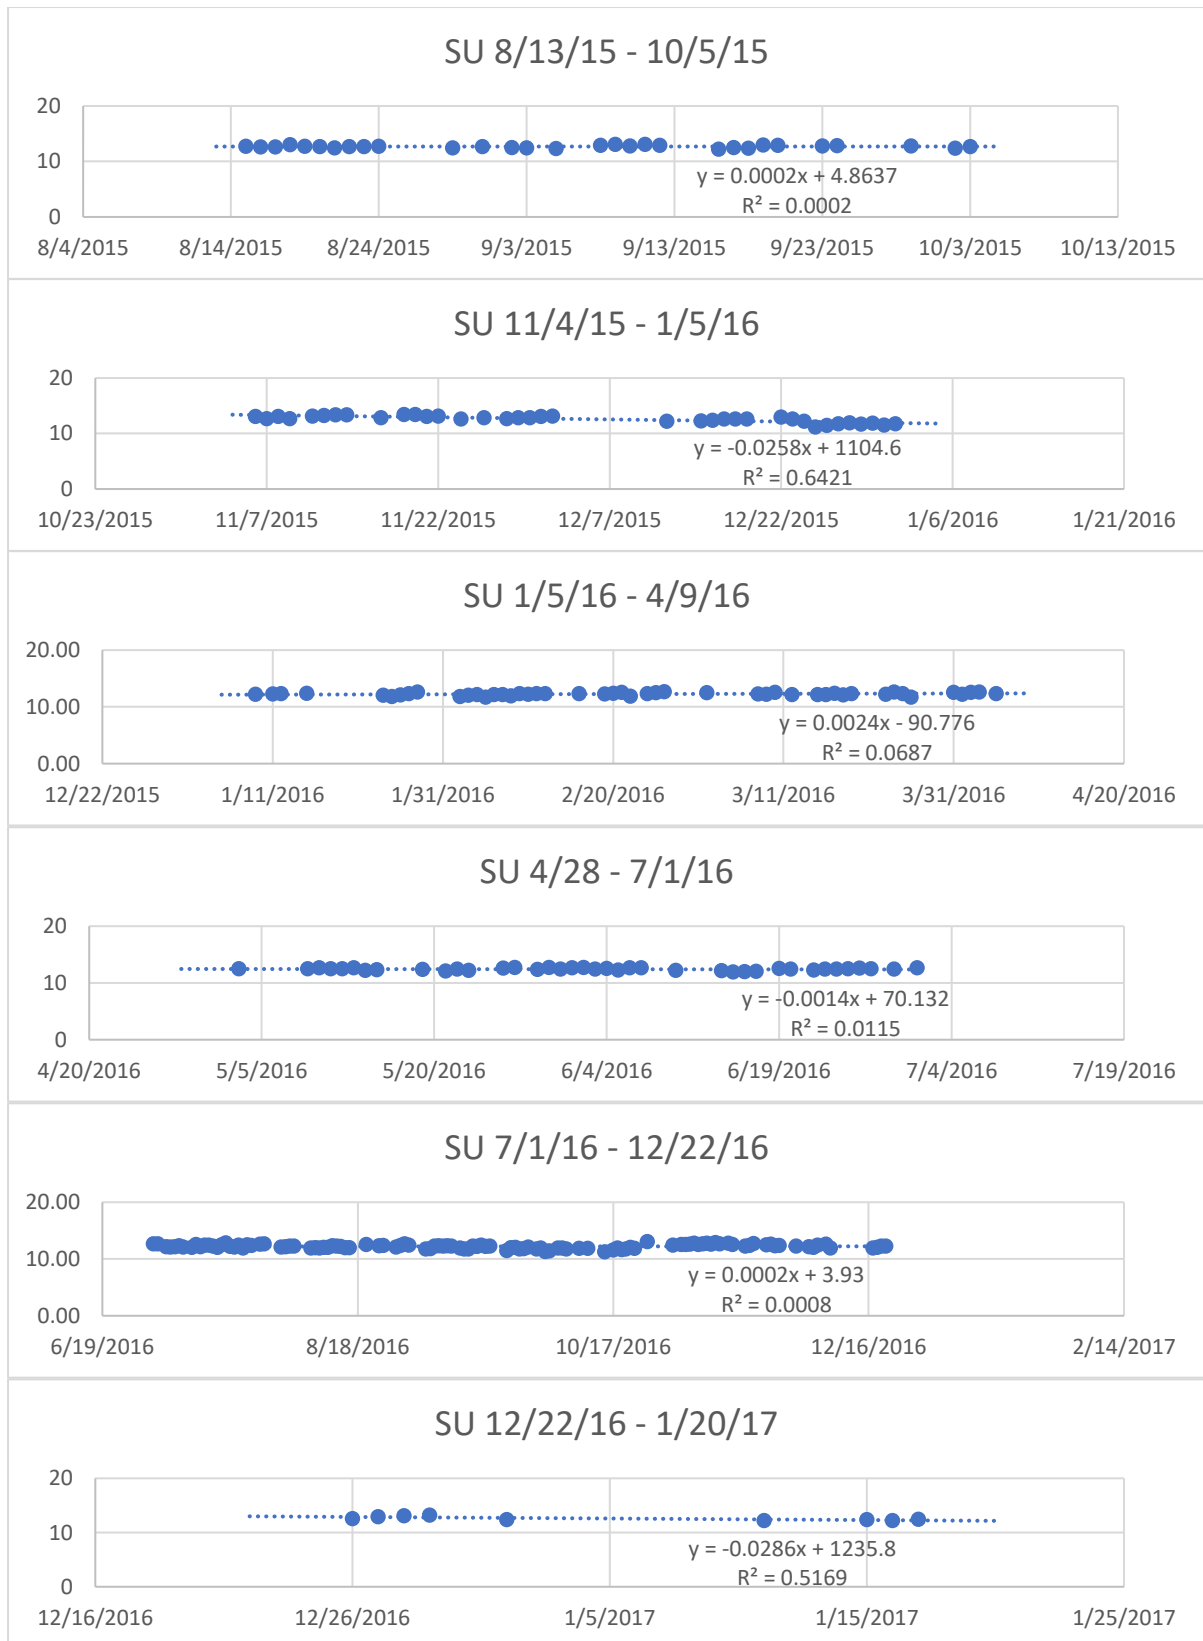 SU 8/13/15 - 10/5/15
20
10
0
y = 0.0002x + 4.8637
R² = 0.0002
8/4/2015 8/14/2015 8/24/2015 9/3/2015 9/13/2015 9/23/2015 10/3/2015 10/13/2015
SU 11/4/15 - 1/5/16
20
10
0
y = -0.0258x + 1104.6
R² = 0.6421
10/23/2015 11/7/2015 11/22/2015 12/7/2015 12/22/2015 1/6/2016 1/21/2016
SU 1/5/16 - 4/9/16
20.00
10.00
0.00
y = 0.0024x - 90.776
R² = 0.0687
12/22/2015 1/11/2016 1/31/2016 2/20/2016 3/11/2016 3/31/2016 4/20/2016
SU 4/28 - 7/1/16
20
10
0
y = -0.0014x + 70.132
R² = 0.0115
4/20/2016 5/5/2016 5/20/2016 6/4/2016 6/19/2016 7/4/2016 7/19/2016
SU 7/1/16 - 12/22/16
20.00
10.00
0.00
y = 0.0002x + 3.93
R² = 0.0008
6/19/2016 8/18/2016 10/17/2016 12/16/2016 2/14/2017
SU 12/22/16 - 1/20/17
20
10
0
y = -0.0286x + 1235.8
R² = 0.5169
12/16/2016 12/26/2016 1/5/2017 1/15/2017 1/25/2017